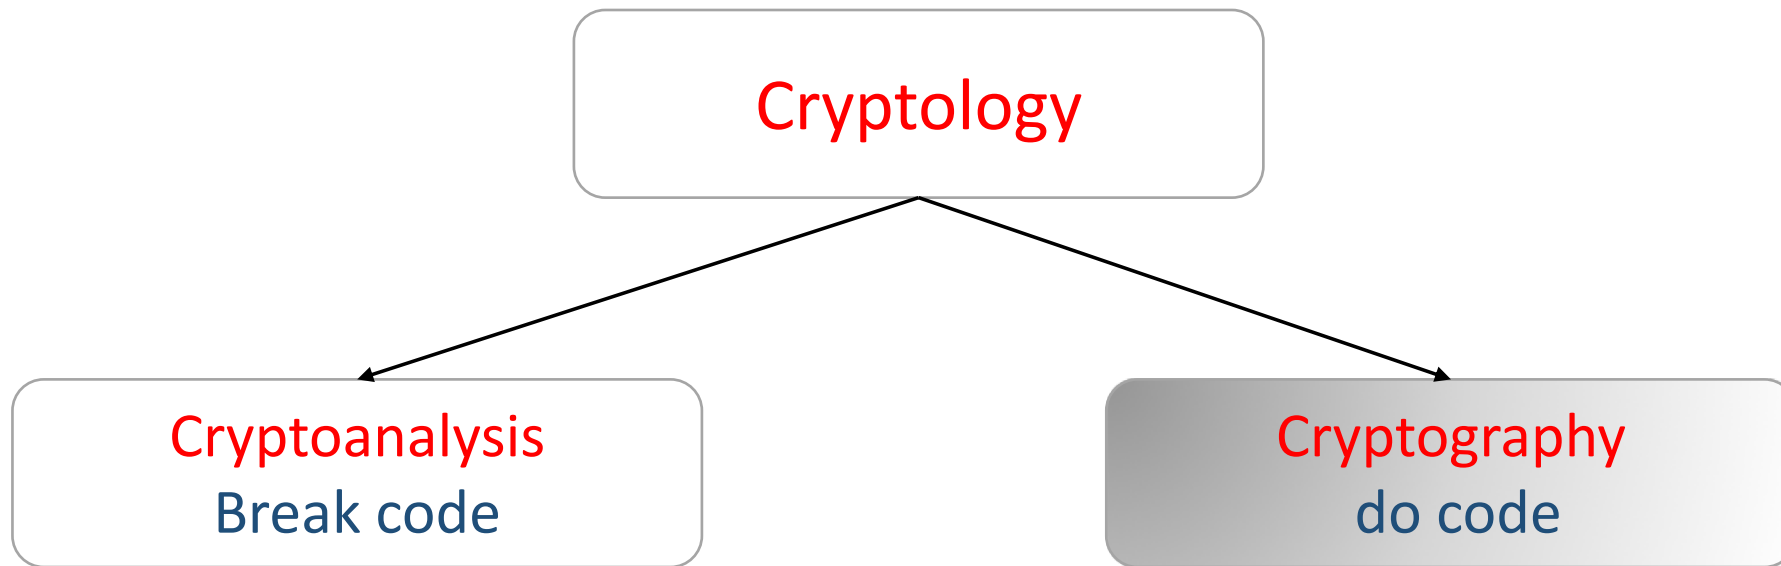 Cryptology
Cryptoanalysis
Break code
Cryptography
do code